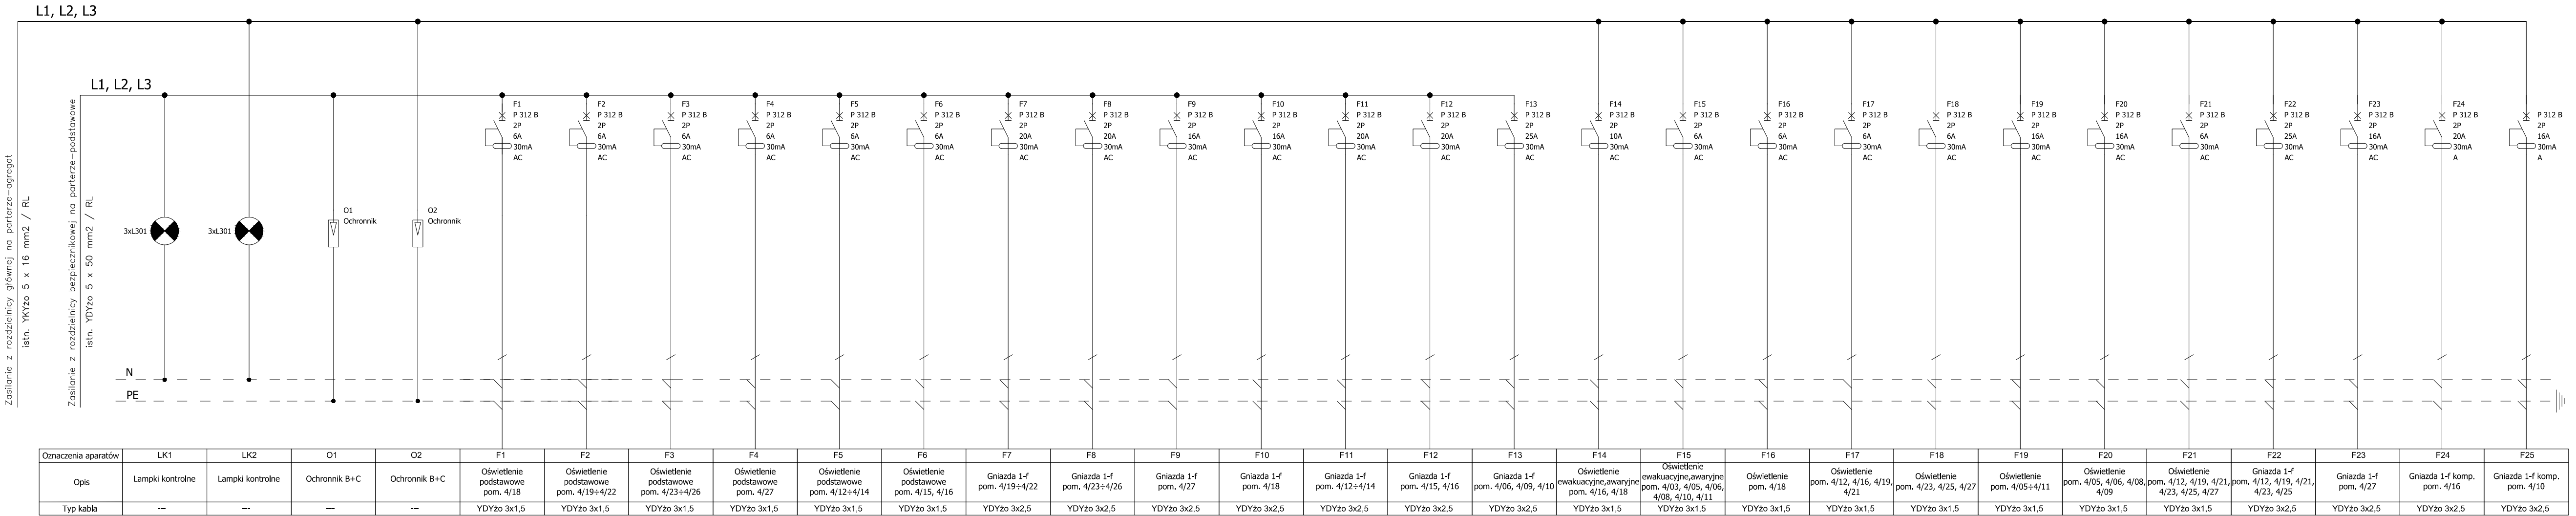 L1, L2, L3
L1, L2, L3
Zasilanie z rozdzielnicy głównej na parterze-agregat
istn. YKYżo 5 x 16 mm2 / RL
Zasilanie z rozdzielnicy bezpiecznikowej na parterze-podstawowe
istn. YDYżo 5 x 50 mm2 / RL
3xL301
3xL301
O1
Ochronnik
O2
Ochronnik
F1
P 312 B
2P
6A
30mA
AC
F2
P 312 B
2P
6A
30mA
AC
F3
P 312 B
2P
6A
30mA
AC
F4
P 312 B
2P
6A
30mA
AC
F5
P 312 B
2P
6A
30mA
AC
F6
P 312 B
2P
6A
30mA
AC
F7
P 312 B
2P
20A
30mA
AC
F8
P 312 B
2P
20A
30mA
AC
F9
P 312 B
2P
16A
30mA
AC
F10
P 312 B
2P
16A
30mA
AC
F11
P 312 B
2P
20A
30mA
AC
F12
P 312 B
2P
20A
30mA
AC
F13
P 312 B
2P
25A
30mA
AC
F14
P 312 B
2P
10A
30mA
AC
F15
P 312 B
2P
6A
30mA
AC
F16
P 312 B
2P
6A
30mA
AC
F17
P 312 B
2P
6A
30mA
AC
F18
P 312 B
2P
6A
30mA
AC
F19
P 312 B
2P
16A
30mA
AC
F20
P 312 B
2P
16A
30mA
AC
F21
P 312 B
2P
6A
30mA
AC
F22
P 312 B
2P
25A
30mA
AC
F23
P 312 B
2P
16A
30mA
AC
F24
P 312 B
2P
20A
30mA
A
P 312 B
2P
16A
30mA
A
N
PE
Oznaczenia aparatów LK1 LK2 O1 O2 F1 F2 F3 F4 F5 F6 F7 F8 F9 F10 F11 F12 F13 F14 F15 F16 F17 F18 F19 F20 F21 F22 F23 F24 F25
Opis
Lampki kontrolne
Lampki kontrolne
Ochronnik B+C
Ochronnik B+C
Oświetlenie
podstawowe
pom. 4/18
Oświetlenie
podstawowe
pom. 4/19÷4/22
Oświetlenie
podstawowe
pom. 4/23÷4/26
Oświetlenie
podstawowe
pom. 4/27
Oświetlenie
podstawowe
pom. 4/12÷4/14
Oświetlenie
podstawowe
pom. 4/15, 4/16
Gniazda 1-f
pom. 4/19÷4/22
Gniazda 1-f
pom. 4/23÷4/26
Gniazda 1-f
pom. 4/27
Gniazda 1-f
pom. 4/18
Gniazda 1-f
pom. 4/12÷4/14
Gniazda 1-f
pom. 4/15, 4/16
Gniazda 1-f
pom. 4/06, 4/09, 4/10
Oświetlenie
ewakuacyjne,awaryjne
pom. 4/16, 4/18
Oświetlenie
ewakuacyjne,awaryjne
pom. 4/03, 4/05, 4/06,
4/08, 4/10, 4/11
Oświetlenie
pom. 4/18
Oświetlenie
pom. 4/12, 4/16, 4/19,
4/21
Oświetlenie
pom. 4/23, 4/25, 4/27
Oświetlenie
pom. 4/05÷4/11
Oświetlenie
pom. 4/05, 4/06, 4/08,
4/09
Oświetlenie
pom. 4/12, 4/19, 4/21,
4/23, 4/25, 4/27
Gniazda 1-f
pom. 4/12, 4/19, 4/21,
4/23, 4/25
Gniazda 1-f
pom. 4/27
Gniazda 1-f komp.
pom. 4/16
Gniazda 1-f komp.
pom. 4/10
Typ kabla --- --- --- --- YDYżo 3x1,5 YDYżo 3x1,5 YDYżo 3x1,5 YDYżo 3x1,5 YDYżo 3x1,5 YDYżo 3x1,5 YDYżo 3x2,5 YDYżo 3x2,5 YDYżo 3x2,5 YDYżo 3x2,5 YDYżo 3x2,5 YDYżo 3x2,5 YDYżo 3x2,5 YDYżo 3x1,5 YDYżo 3x1,5 YDYżo 3x1,5 YDYżo 3x1,5 YDYżo 3x1,5 YDYżo 3x2,5 YDYżo 3x2,5 YDYżo 3x1,5 YDYżo 3x2,5 YDYżo 3x2,5 YDYżo 3x2,5 YDYżo 3x2,5